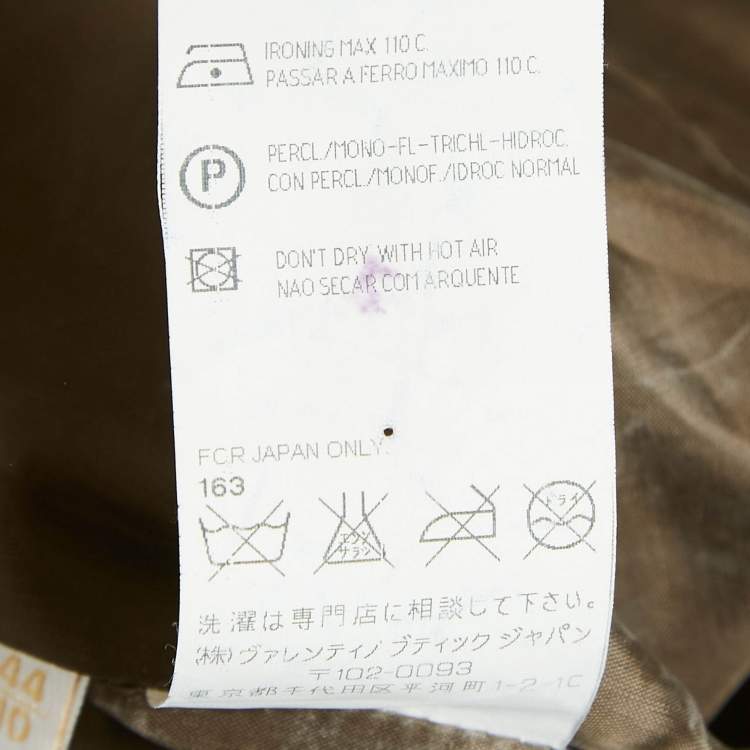 IRONING MAX 110 C.
PASSAR A FERRO MAXIMO 110 C.
P
PERCL./MONO-FL-TRICHL-HIDROC.
CON PERCL./MONOF./IDROC NORMAL
DON'T DRY WITH HOT AIR
NAO SECAR COM ARQUENTE
FOR JAPAN ONLY.
163
エンソ
サラシ
ドライ
洗濯は専門店に相談して下さい。
(株)ヴァレンティノ ブティック ジャパン
〒102-0093
東京都千代田区平河町1-2-10
44